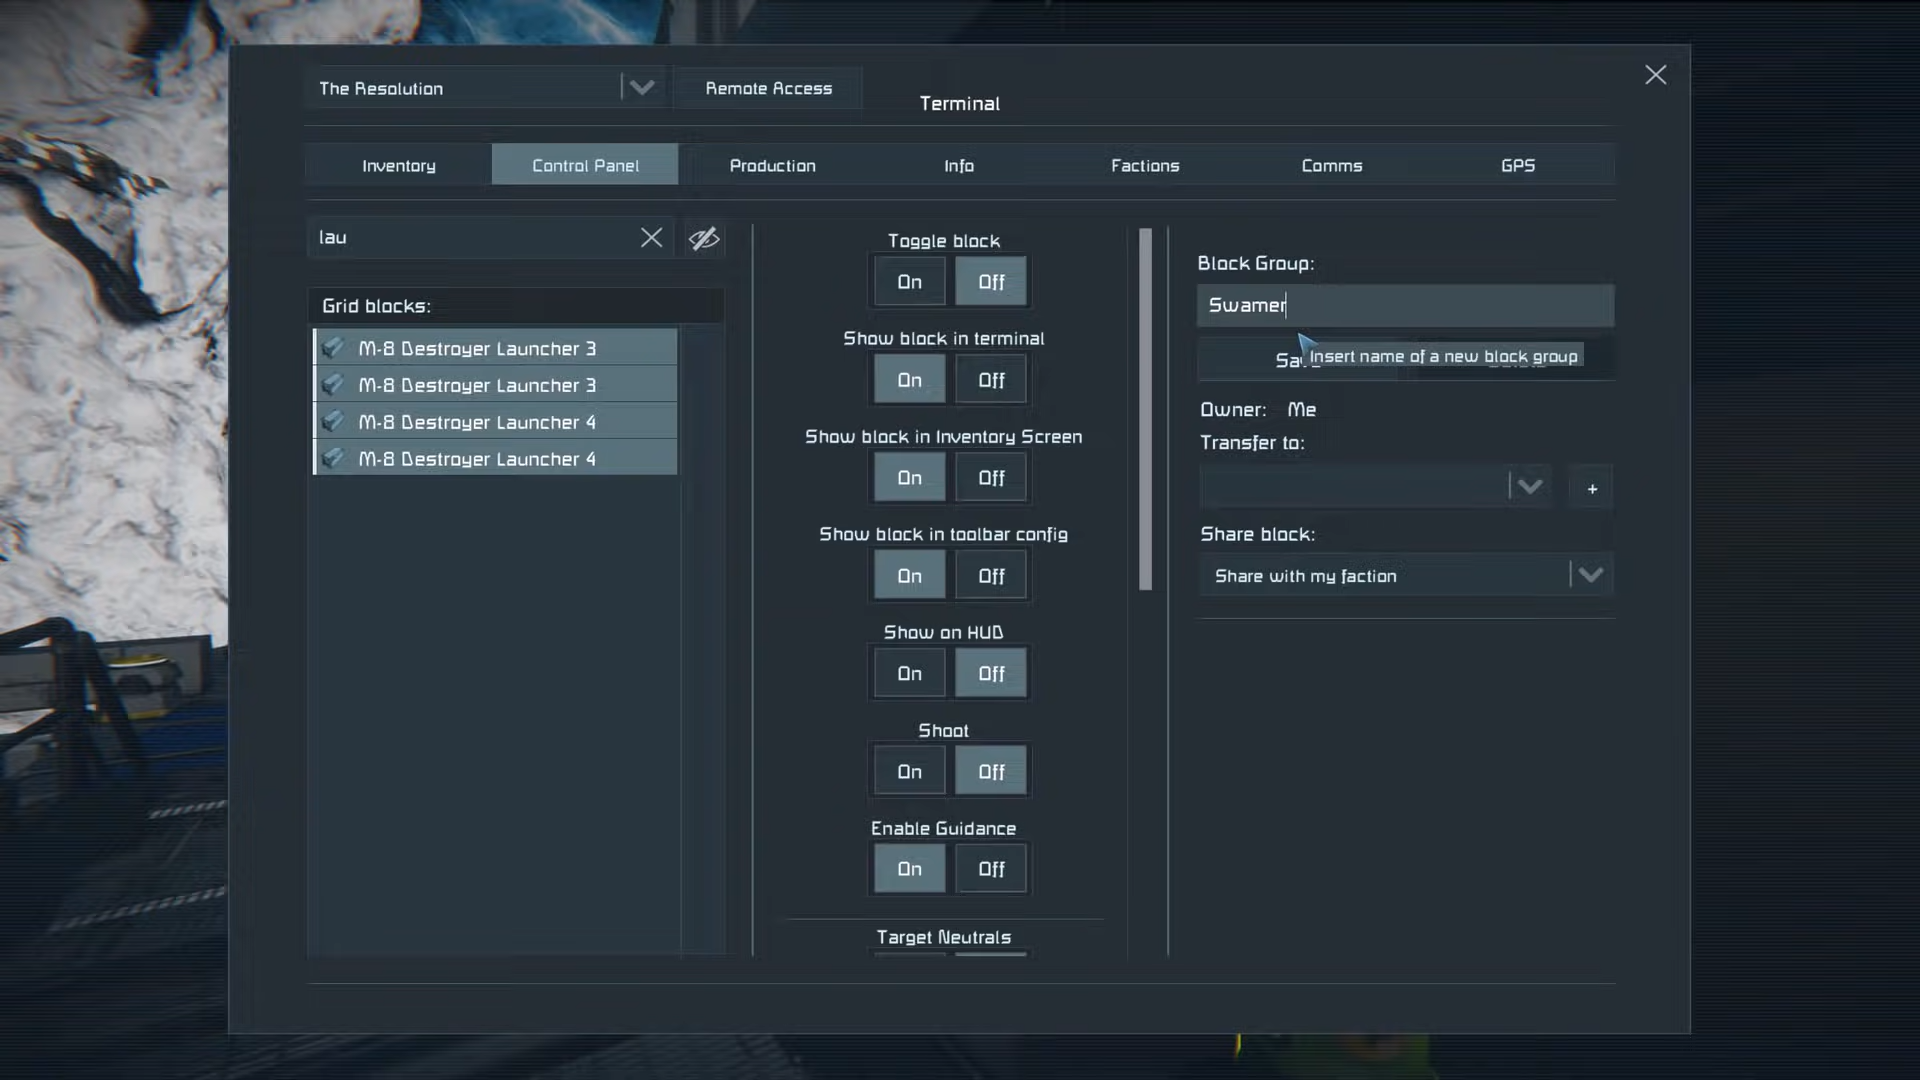 The Resolution
Remote Access
Terminal
Inventory
Control Panel
Production
Info
Factions
Comms
GPS
lau
Grid blocks:
M-8 Destroyer Launcher 3
M-8 Destroyer Launcher 3
M-8 Destroyer Launcher 4
M-8 Destroyer Launcher 4
Toggle block
On Off
Show block in terminal
On Off
Show block in Inventory Screen
On Off
Show block in toolbar config
On Off
Show on HUD
On Off
Shoot
On Off
Enable Guidance
On Off
Target Neutrals
Block Group:
Swamer
Insert name of a new block group
Owner: Me
Transfer to:
+
Share block:
Share with my faction